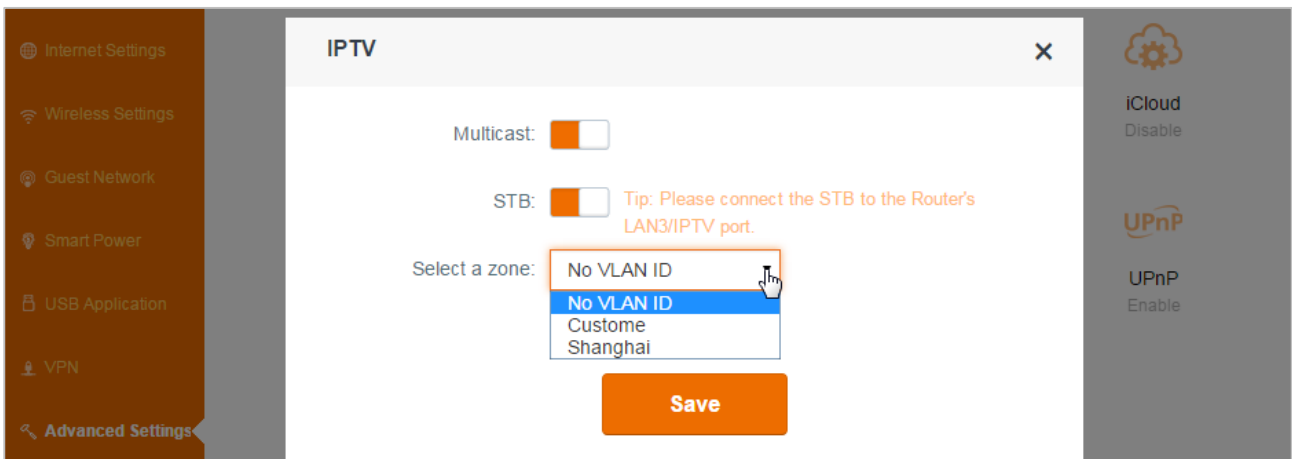 Internet Settings
Wireless Settings
Guest Network
Smart Power
USB Application
VPN
Advanced Settings
IPTV
Multicast:
STB:
Tip: Please connect the STB to the Router's
LAN3/IPTV port.
Select a zone:
No VLAN ID
No VLAN ID
Custome
Shanghai
Save
iCloud
Disable
UPnP
UPnP
Enable